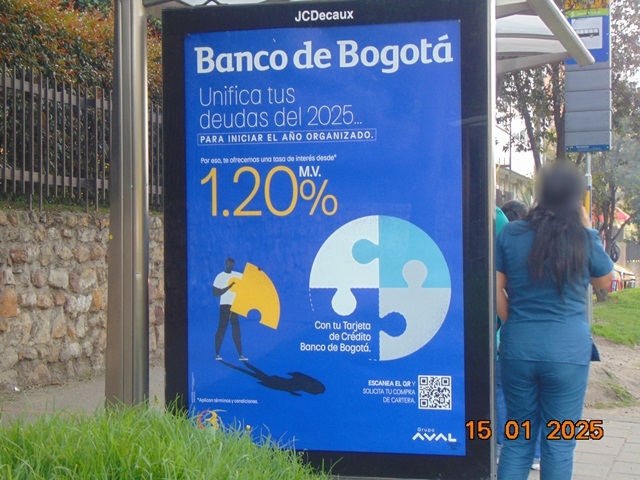 JCDecaux
Banco de Bogotá
Unifica tus
deudas del 2025...
PARA INICIAR EL AÑO ORGANIZADO.
Por eso, te ofrecemos una tasa de interés desde*
1.20% M.V.
Con tu Tarjeta
de Crédito
Banco de Bogotá.
ESCANEA EL QR Y
SOLICITA TU COMPRA
DE CARTERA.
*Aplican términos y condiciones.
Grupo
AVAL
15 01 2025